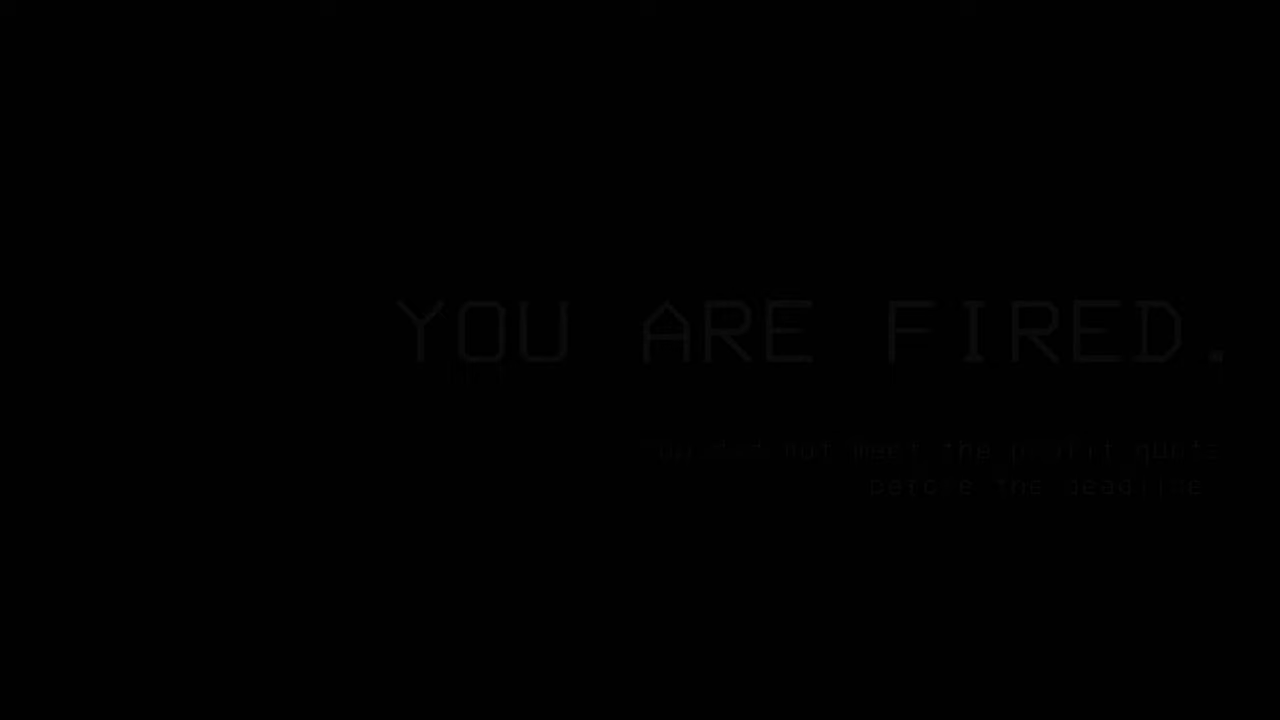 YOU ARE FIRED.
You did not meet the profit quota
before the deadline